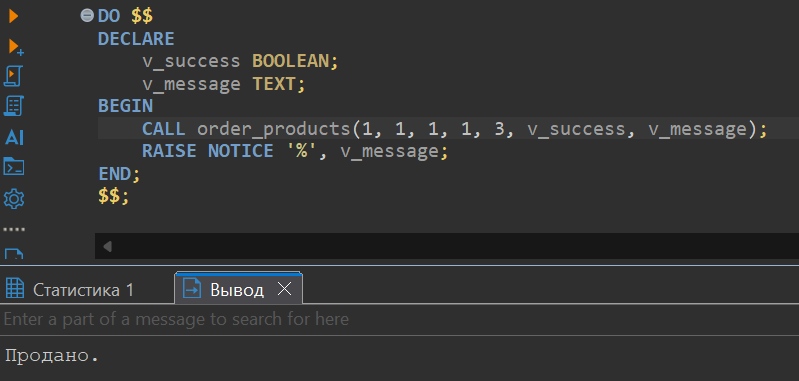 DO $$
DECLARE
v_success BOOLEAN;
v_message TEXT;
BEGIN
CALL order_products(1, 1, 1, 1, 3, v_success, v_message);
RAISE NOTICE '%', v_message;
END;
$$;
AI
Статистика 1
Вывод
Enter a part of a message to search for here
Продано.